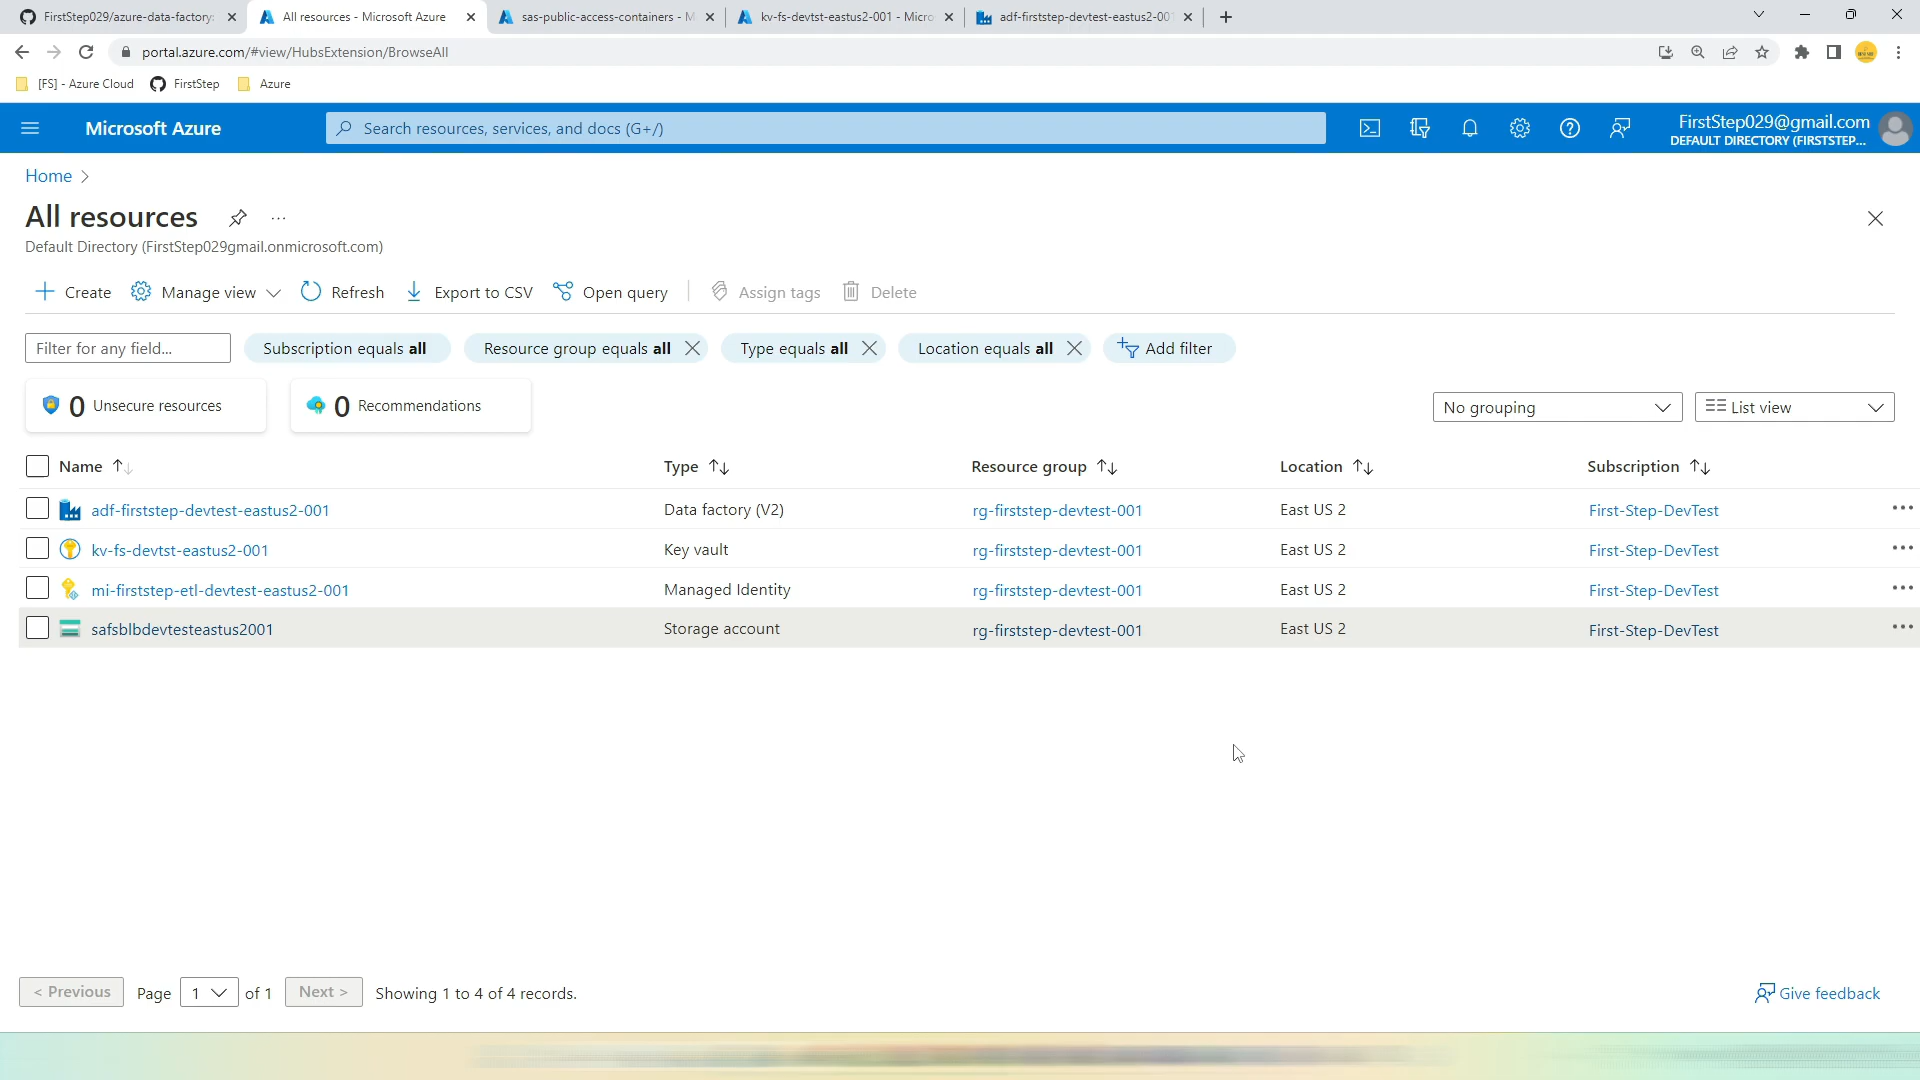 FirstStep029/azure-data-factory:
All resources - Microsoft Azure
sas-public-access-containers - M
kv-fs-devtst-eastus2-001 - Micro
adf-firststep-devtest-eastus2-001
portal.azure.com/#view/HubsExtension/BrowseAll
[FS] - Azure Cloud
FirstStep
Azure
Microsoft Azure
Search resources, services, and docs (G+/)
FirstStep029@gmail.com
DEFAULT DIRECTORY (FIRSTSTEP...
Home
All resources
Default Directory (FirstStep029gmail.onmicrosoft.com)
Create
Manage view
Refresh
Export to CSV
Open query
Assign tags
Delete
Filter for any field...
Subscription equals all
Resource group equals all
Type equals all
Location equals all
Add filter
0 Unsecure resources
0 Recommendations
No grouping
List view
Name Type Resource group Location Subscription
adf-firststep-devtest-eastus2-001 Data factory (V2) rg-firststep-devtest-001 East US 2 First-Step-DevTest
kv-fs-devtst-eastus2-001 Key vault rg-firststep-devtest-001 East US 2 First-Step-DevTest
mi-firststep-etl-devtest-eastus2-001 Managed Identity rg-firststep-devtest-001 East US 2 First-Step-DevTest
safsblbdevtesteastus2001 Storage account rg-firststep-devtest-001 East US 2 First-Step-DevTest
< Previous Page 1 of 1 Next > Showing 1 to 4 of 4 records.
Give feedback